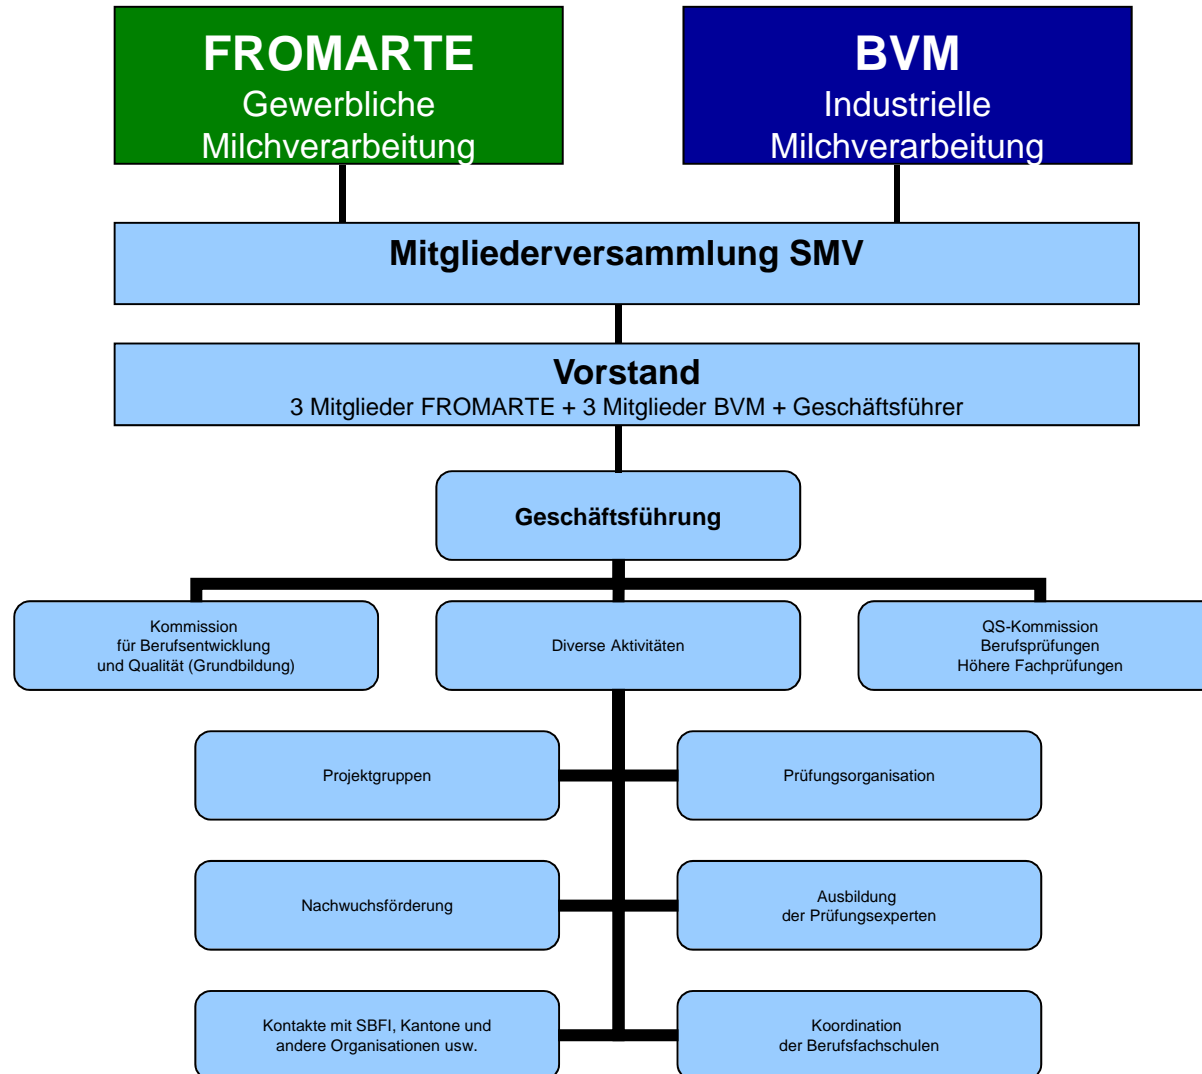 FROMARTE
Gewerbliche
Milchverarbeitung
BVM
Industrielle
Milchverarbeitung
Mitgliederversammlung SMV
Vorstand
3 Mitglieder FROMARTE + 3 Mitglieder BVM + Geschäftsführer
Geschäftsführung
Kommission
für Berufsentwicklung
und Qualität (Grundbildung)
Diverse Aktivitäten
QS-Kommission
Berufsprüfungen
Höhere Fachprüfungen
Projektgruppen
Prüfungsorganisation
Nachwuchsförderung
Ausbildung
der Prüfungsexperten
Kontakte mit SBFI, Kantone und
andere Organisationen usw.
Koordination
der Berufsfachschulen